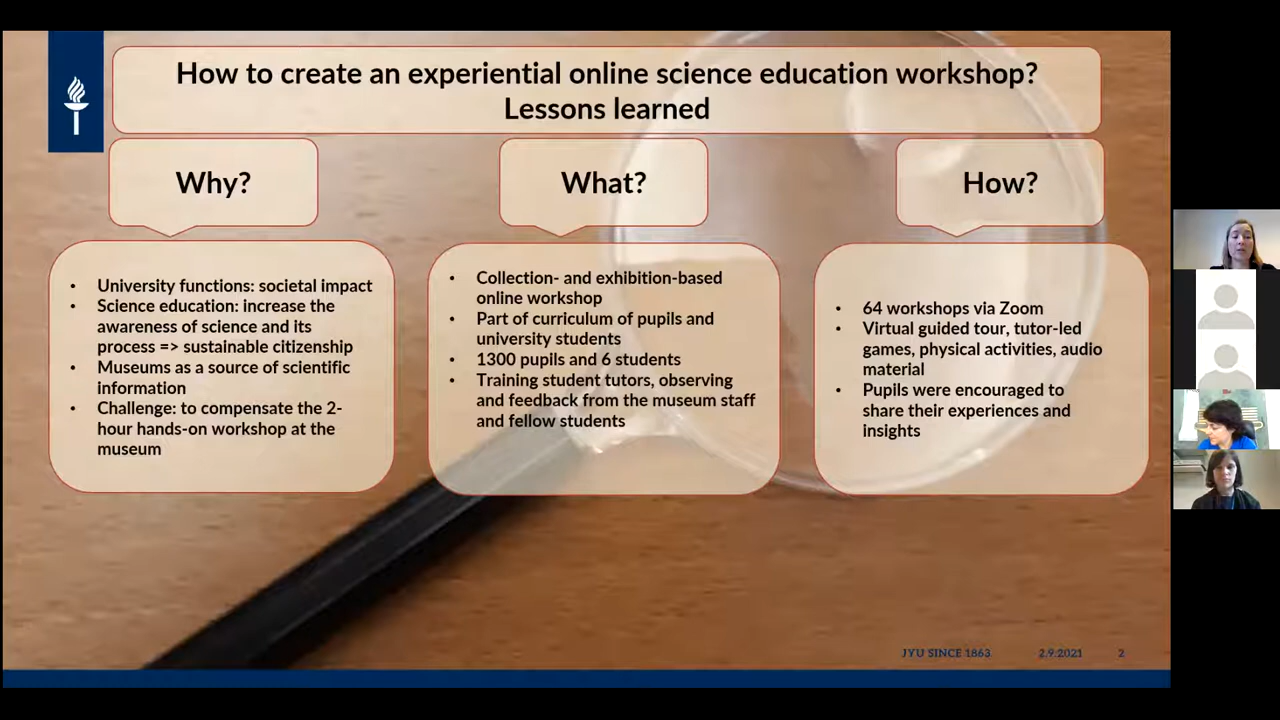 How to create an experiential online science education workshop?
Lessons learned
Why?
What?
How?
• University functions: societal impact
• Science education: increase the
awareness of science and its
process => sustainable citizenship
• Museums as a source of scientific
information
• Challenge: to compensate the 2-
hour hands-on workshop at the
museum
• Collection- and exhibition-based
online workshop
• Part of curriculum of pupils and
university students
• 1300 pupils and 6 students
• Training student tutors, observing
and feedback from the museum staff
and fellow students
• 64 workshops via Zoom
• Virtual guided tour, tutor-led
games, physical activities, audio
material
• Pupils were encouraged to
share their experiences and
insights
JYU SINCE 1863. 2.9.2021 2